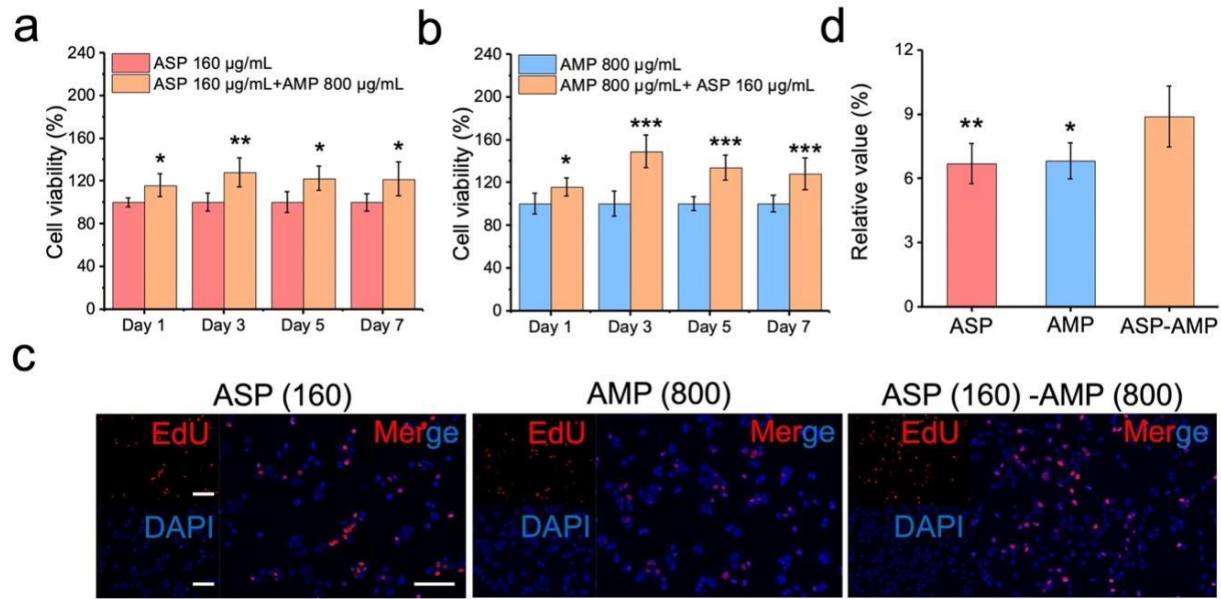 a
240
200
160
120
80
40
0
Cell viability (%)
ASP 160 µg/mL
ASP 160 µg/mL+AMP 800 µg/mL
* ** * *
Day 1 Day 3 Day 5 Day 7
b
240
200
160
120
80
40
0
Cell viability (%)
AMP 800 µg/mL
AMP 800 µg/mL+ ASP 160 µg/mL
* *** *** ***
Day 1 Day 3 Day 5 Day 7
d
12
9
6
3
0
Relative value (%)
** *
ASP AMP ASP-AMP
c
ASP (160)
EdU Merge
DAPI
AMP (800)
EdU Merge
DAPI
ASP (160) -AMP (800)
EdU Merge
DAPI